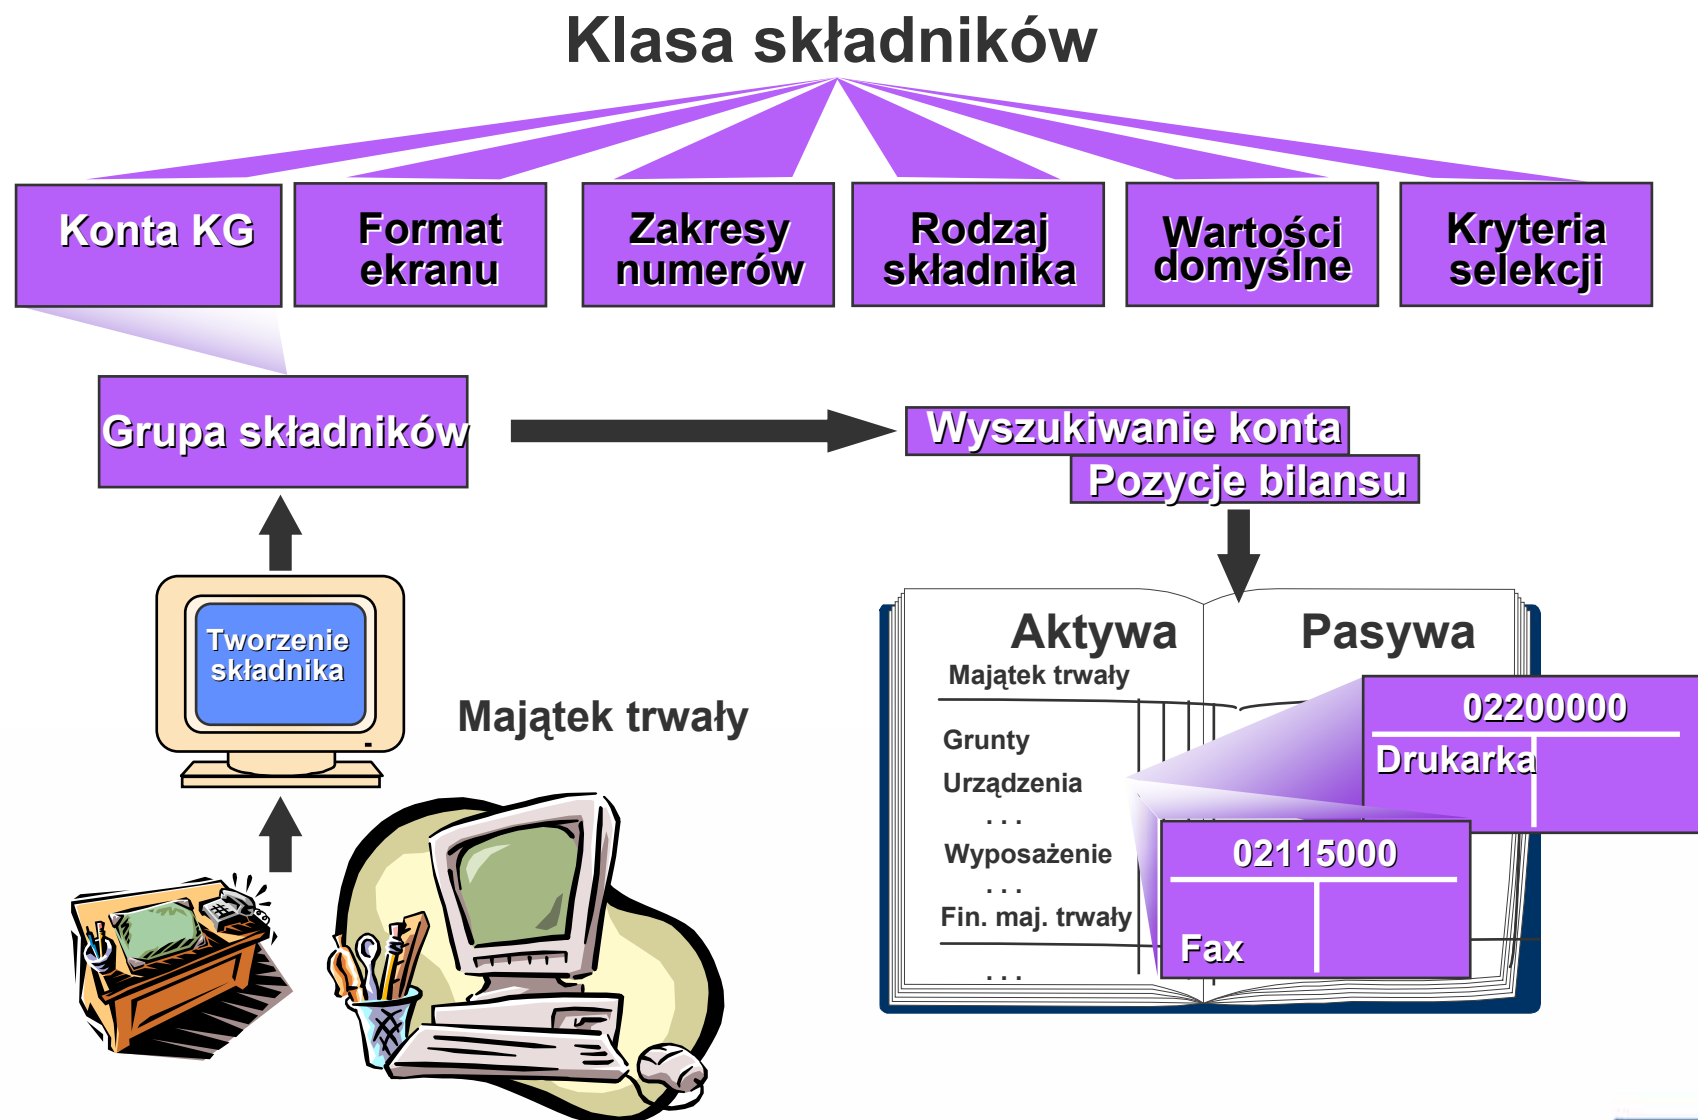 Klasa składników
Konta KG
Format
ekranu
Zakresy
numerów
Rodzaj
składnika
Wartości
domyślne
Kryteria
selekcji
Grupa składników
Wyszukiwanie konta
Pozycje bilansu
Tworzenie
składnika
Majątek trwały
Aktywa
Pasywa
Majątek trwały
Grunty
Urządzenia
. . .
Wyposażenie
. . .
Fin. maj. trwały
. . .
02200000
Drukarka
02115000
Fax